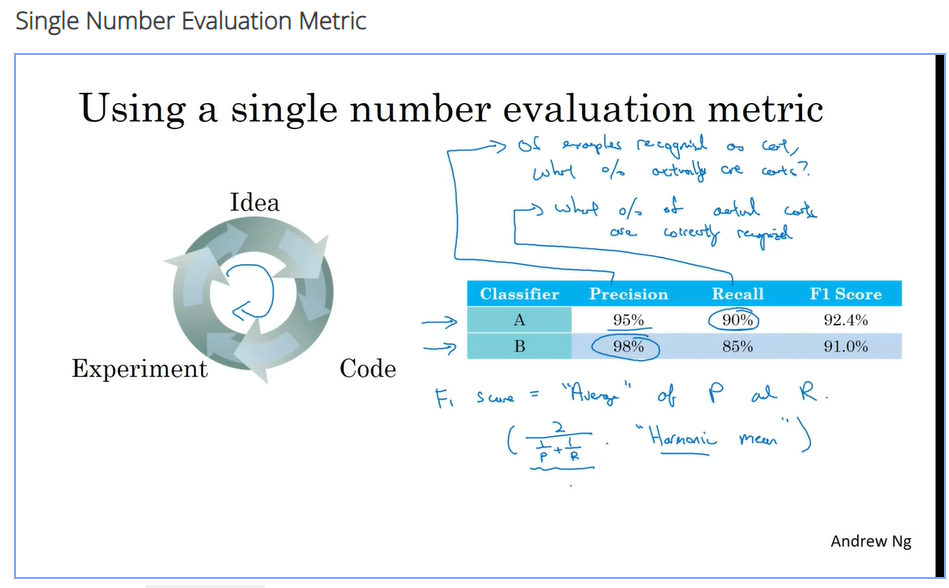 Single Number Evaluation Metric
Using a single number evaluation metric
→ Of examples recognized as cat,
what % actually are cats?
→ what % of actual cats
are correctly recognized
Idea
Experiment
Code
Classifier Precision Recall F1 Score
A 95% 90% 92.4%
B 98% 85% 91.0%
F₁ score = "Average" of P and R.
( 2 / (1/P + 1/R) . "Harmonic mean" )
Andrew Ng